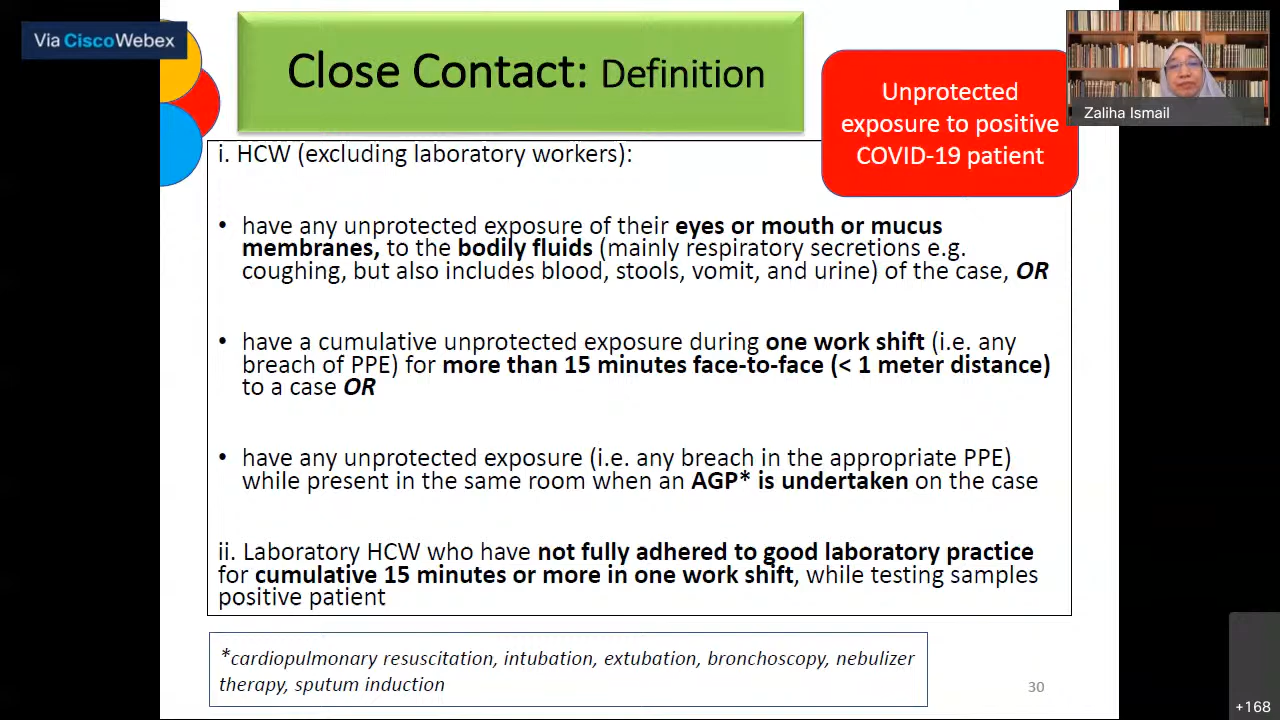 Via CiscoWebex
Close Contact: Definition
Unprotected
exposure to positive
COVID-19 patient
Zaliha Ismail
i. HCW (excluding laboratory workers):
• have any unprotected exposure of their eyes or mouth or mucus
membranes, to the bodily fluids (mainly respiratory secretions e.g.
coughing, but also includes blood, stools, vomit, and urine) of the case, OR
• have a cumulative unprotected exposure during one work shift (i.e. any
breach of PPE) for more than 15 minutes face-to-face (< 1 meter distance)
to a case OR
• have any unprotected exposure (i.e. any breach in the appropriate PPE)
while present in the same room when an AGP* is undertaken on the case
ii. Laboratory HCW who have not fully adhered to good laboratory practice
for cumulative 15 minutes or more in one work shift, while testing samples
positive patient
*cardiopulmonary resuscitation, intubation, extubation, bronchoscopy, nebulizer
therapy, sputum induction
30
+168